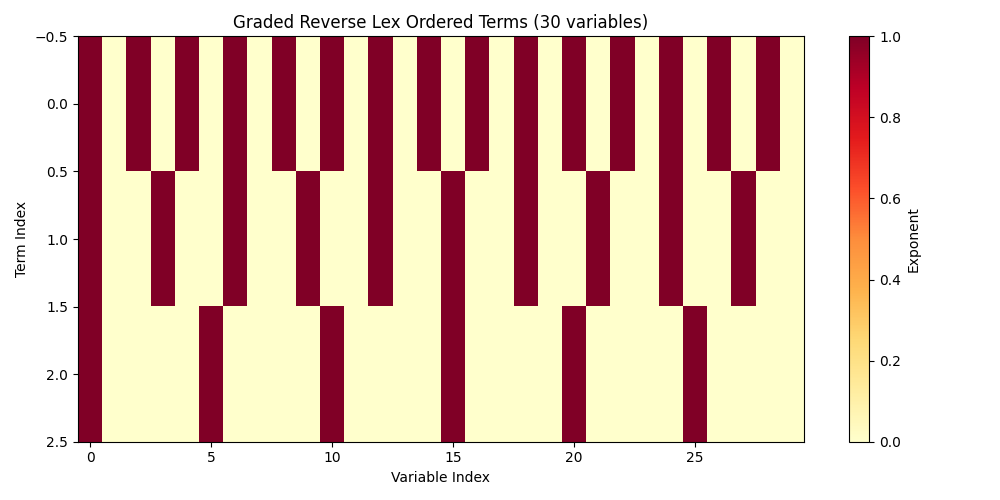 Graded Reverse Lex Ordered Terms (30 variables)
−0.5
0.0
0.5
1.0
1.5
2.0
2.5
Term Index
0 5 10 15 20 25
Variable Index
1.0
0.8
0.6
0.4
0.2
0.0
Exponent